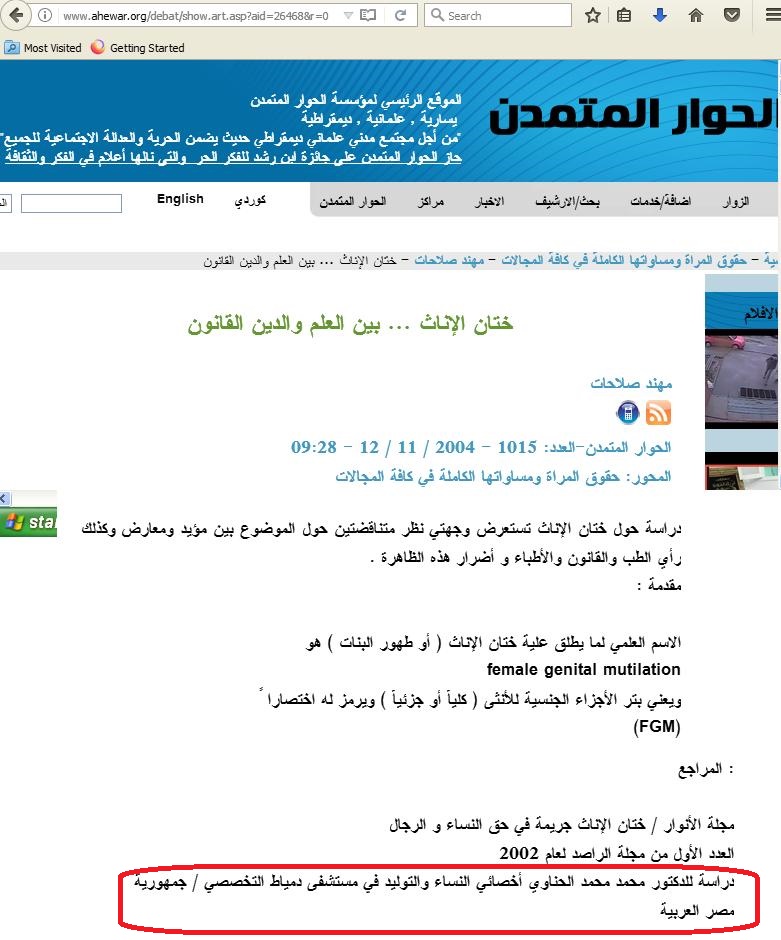 www.ahewar.org/debat/show.art.asp?aid=26468&r=0
Search
Most Visited
Getting Started
الحوار المتمدن
الموقع الرئيسي لمؤسسة الحوار المتمدن
يسارية , علمانية , ديمقراطية
"من أجل مجتمع مدني علماني ديمقراطي حديث يضمن الحرية والعدالة الاجتماعية للجميع"
حاز الحوار المتمدن على جائزة ابن رشد للفكر الحر والتى نالها أعلام في الفكر والثقافة
الزوار
اضافة/خدمات
بحث/الارشيف
الاخبار
مراكز
الحوار المتمدن
كوردي
English
- حقوق المراة ومساواتها الكاملة في كافة المجالات - مهند صلاحات - ختان الإناث ... بين العلم والدين القانون
الافلام
ختان الإناث ... بين العلم والدين القانون
مهند صلاحات
الحوار المتمدن-العدد: 1015 - 2004 / 11 / 12 - 09:28
المحور: حقوق المراة ومساواتها الكاملة في كافة المجالات
دراسة حول ختان الإناث تستعرض وجهتي نظر متناقضتين حول الموضوع بين مؤيد ومعارض وكذلك
رأي الطب والقانون والأطباء و أضرار هذه الظاهرة .
مقدمة :
الاسم العلمي لما يطلق علية ختان الإناث ( أو طهور البنات ) هو
female genital mutilation
ويعني بتر الأجزاء الجنسية للأنثى ( كلياً أو جزئياً ) ويرمز له اختصارا ً
(FGM)
: المراجع
مجلة الأنوار / ختان الإناث جريمة في حق النساء و الرجال
العدد الأول من مجلة الراصد لعام 2002
دراسة للدكتور محمد محمد الحناوي أخصائي النساء والتوليد في مستشفى دمياط التخصصي / جمهورية
مصر العربية